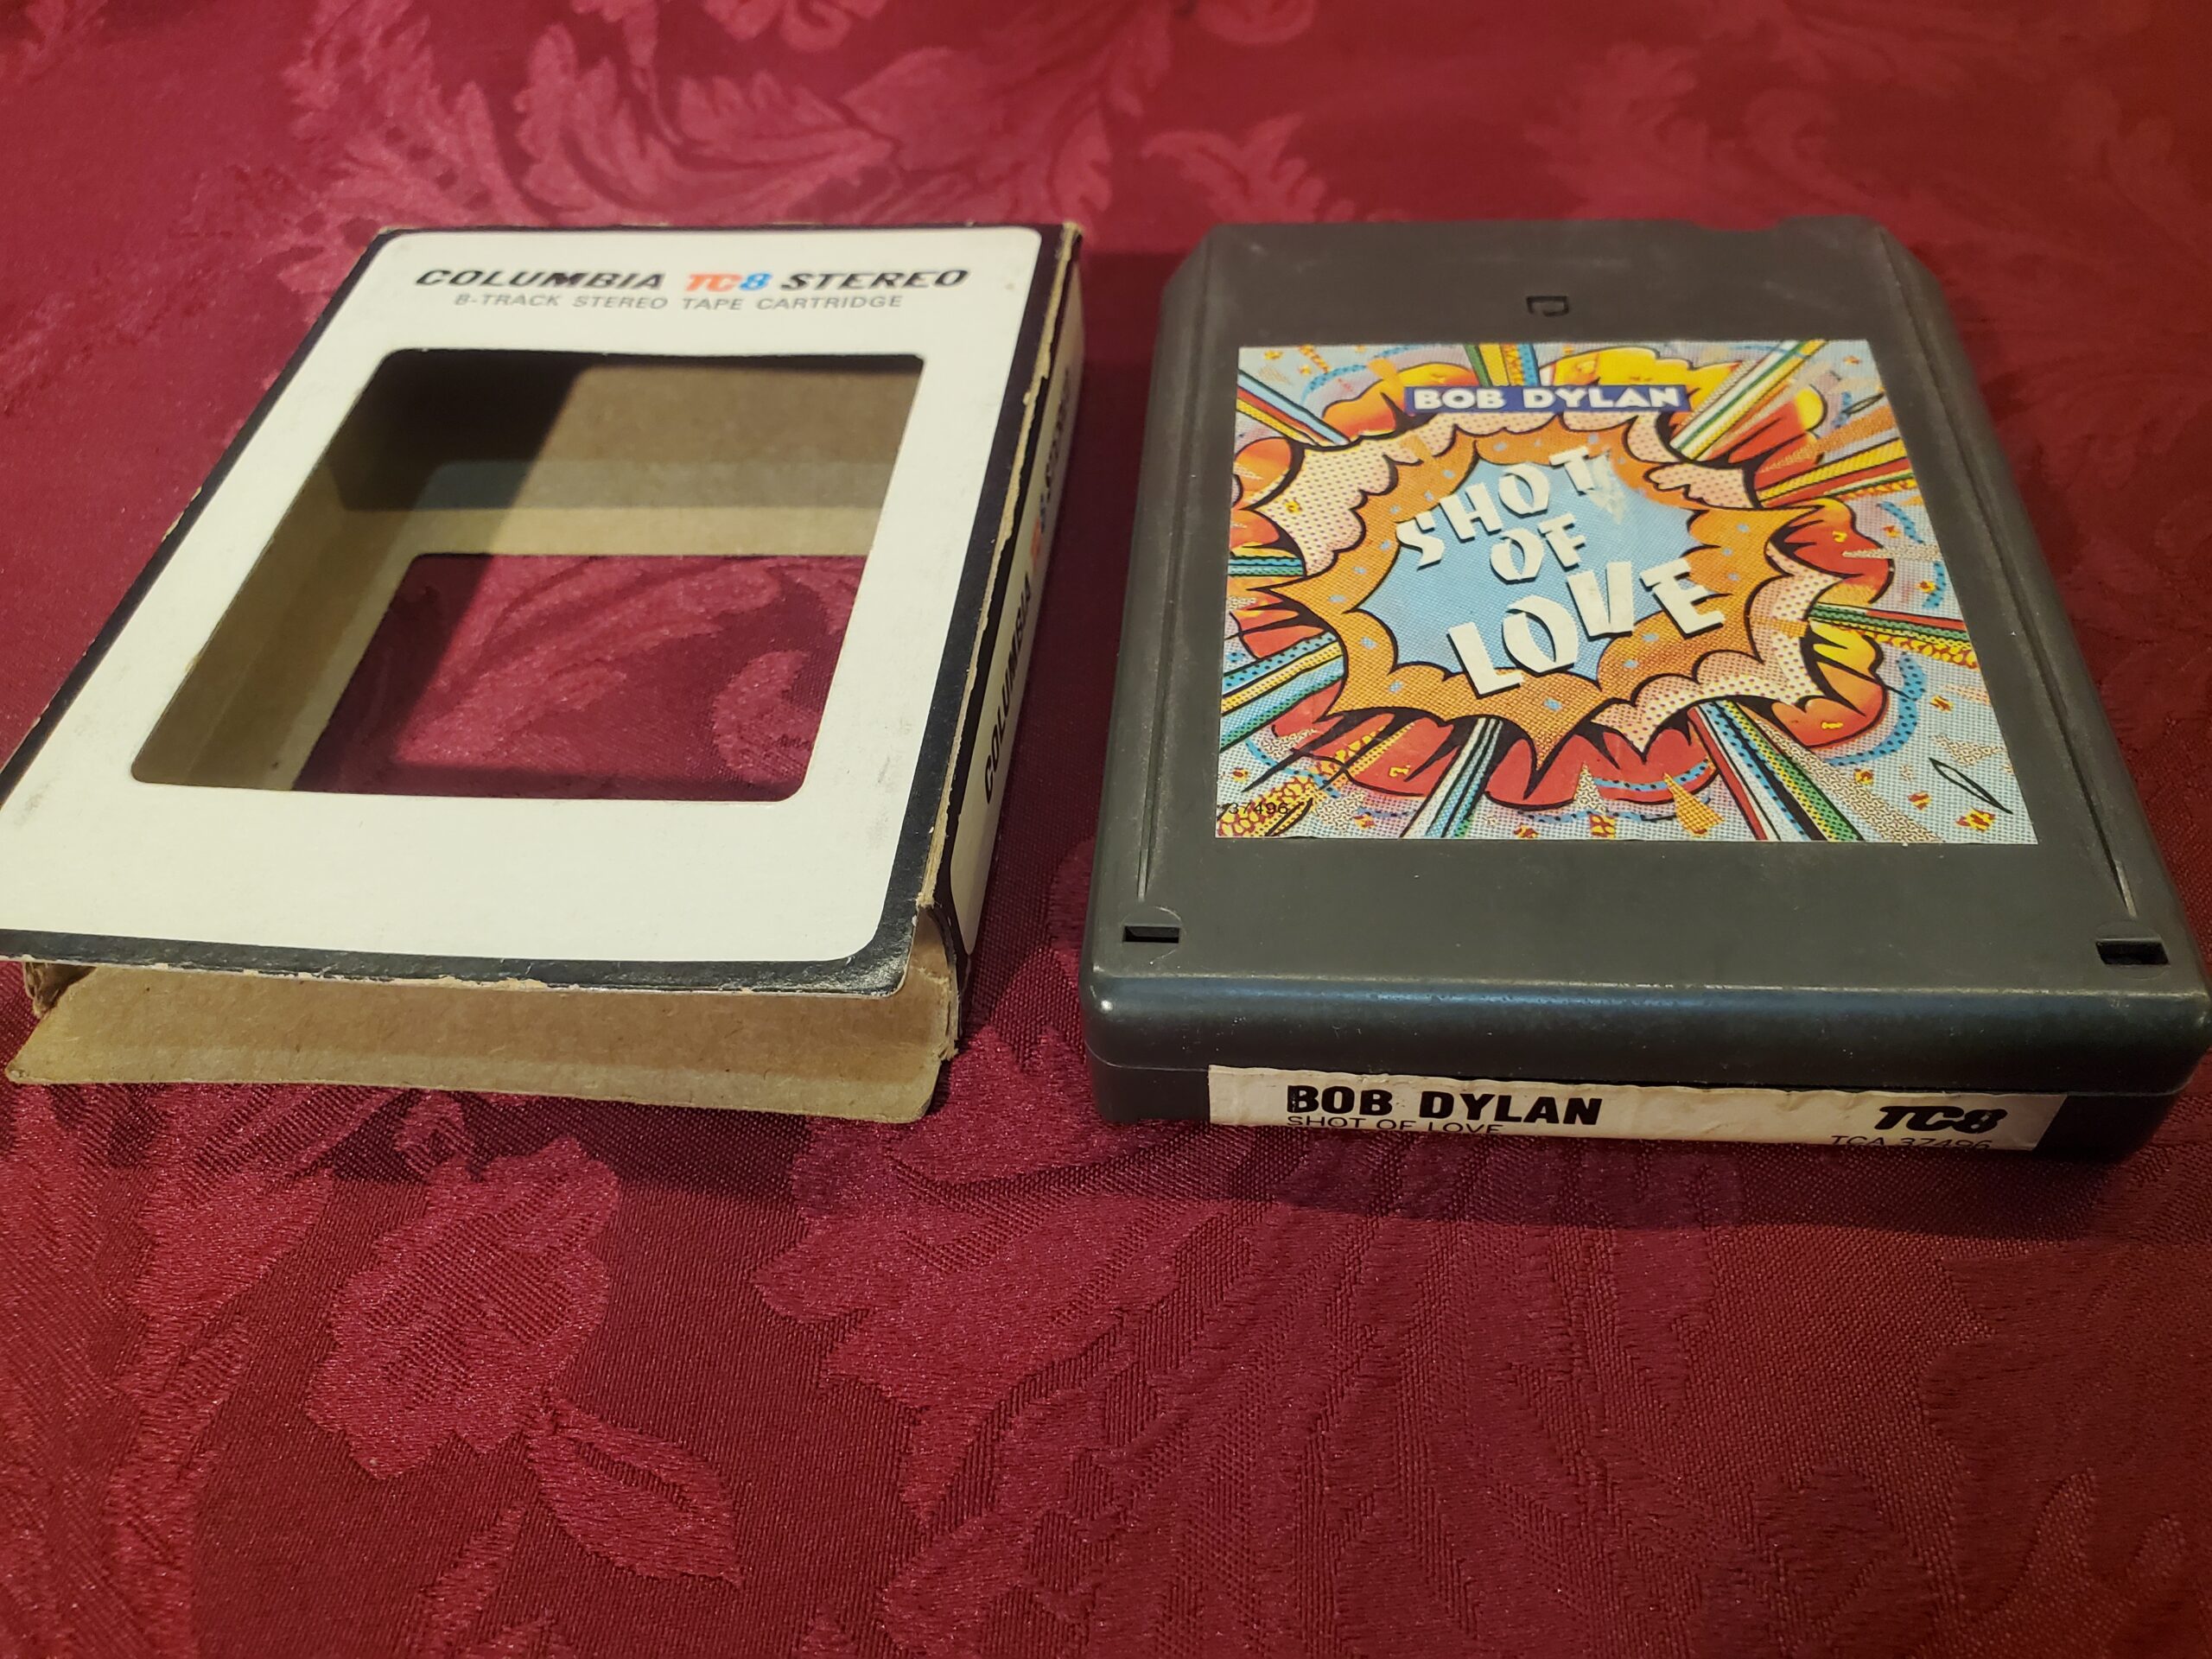 COLUMBIA TC8 STEREO
8-TRACK STEREO TAPE CARTRIDGE
COLUMBIA
BOB DYLAN
SHOT
OF
LOVE
37496
BOB DYLAN
SHOT OF LOVE
TC8
TCA 37496